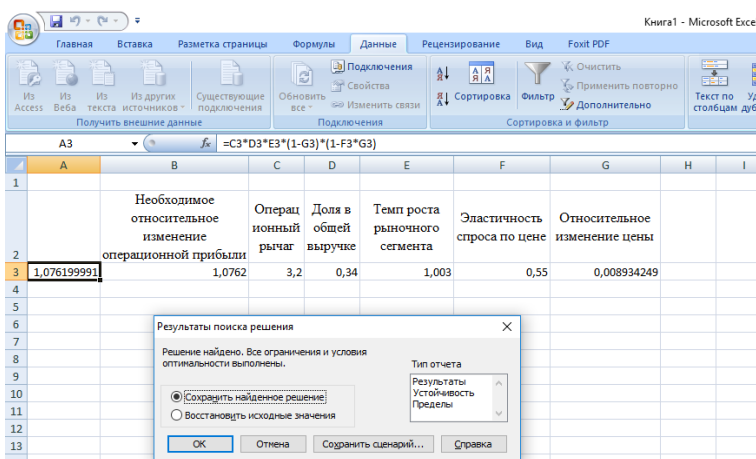 Книга1 - Microsoft Exce
Главная Вставка Разметка страницы Формулы Данные Рецензирование Вид Foxit PDF
Из Access
Из Веба
Из текста
Из других источников
Существующие подключения
Получить внешние данные
Обновить все
Подключения
Свойства
Изменить связи
Подключения
Сортировка
Фильтр
Очистить
Применить повторно
Дополнительно
Сортировка и фильтр
Текст по столбцам
A3 fx =C3*D3*E3*(1-G3)*(1-F3*G3)
A B C D E F G H I
1
2
Необходимое
относительное
изменение
операционной прибыли
Операц
ионный
рычаг
Доля в
общей
выручке
Темп роста
рыночного
сегмента
Эластичность
спроса по цене
Относительное
изменение цены
3 1,076199991 1,0762 3,2 0,34 1,003 0,55 0,008934249
4
5
6
7
8
9
10
11
12
13
Результаты поиска решения
Решение найдено. Все ограничения и условия
оптимальности выполнены.
Тип отчета
Результаты
Устойчивость
Пределы
Сохранить найденное решение
Восстановить исходные значения
ОК Отмена Сохранить сценарий... Справка